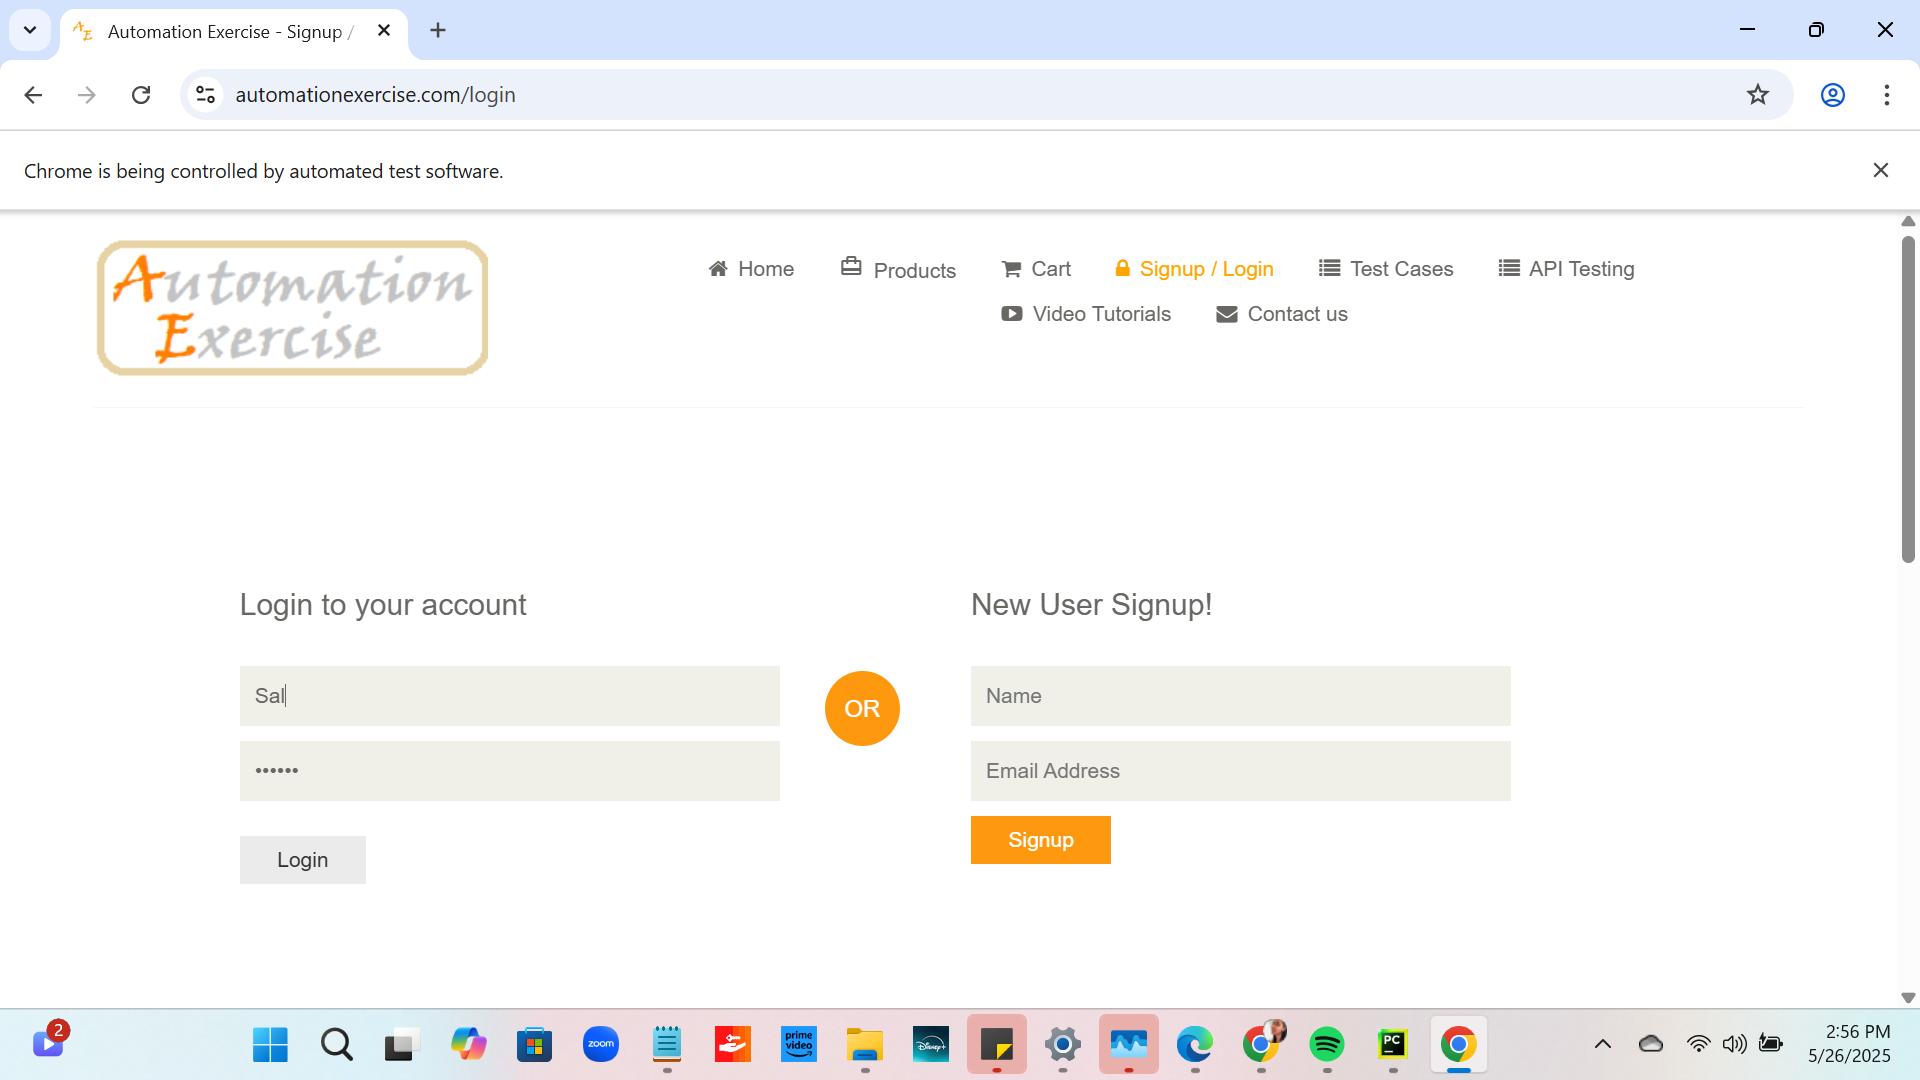 Automation Exercise - Signup /
automationexercise.com/login
Chrome is being controlled by automated test software.
Automation
Exercise
Home
Products
Cart
Signup / Login
Test Cases
API Testing
Video Tutorials
Contact us
Login to your account
New User Signup!
Sal
OR
Name
••••••
Email Address
Login
Signup
2
zoom
prime
video
Disney+
PC
2:56 PM
5/26/2025